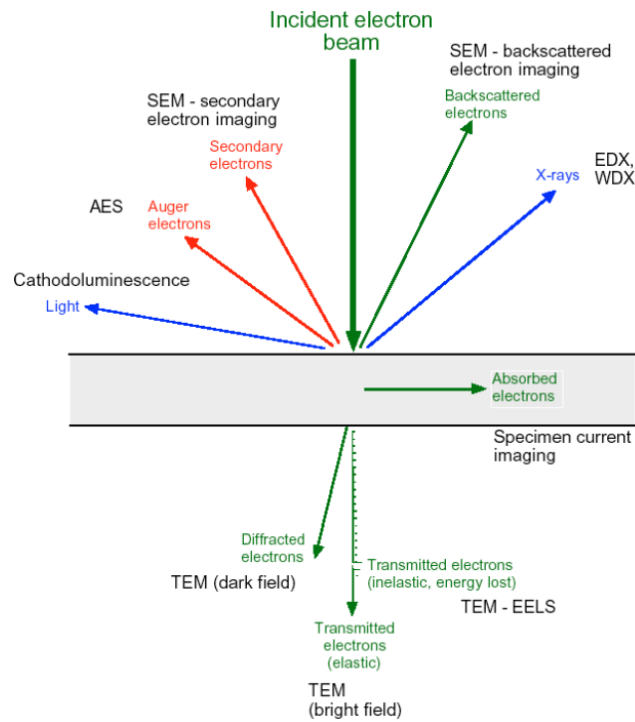 Incident electron
beam
SEM - backscattered
electron imaging
Backscattered
electrons
SEM - secondary
electron imaging
Secondary
electrons
EDX,
WDX
X-rays
AES
Auger
electrons
Cathodoluminescence
Light
Absorbed
electrons
Specimen current
imaging
Diffracted
electrons
TEM (dark field)
Transmitted electrons
(inelastic, energy lost)
TEM - EELS
Transmitted
electrons
(elastic)
TEM
(bright field)